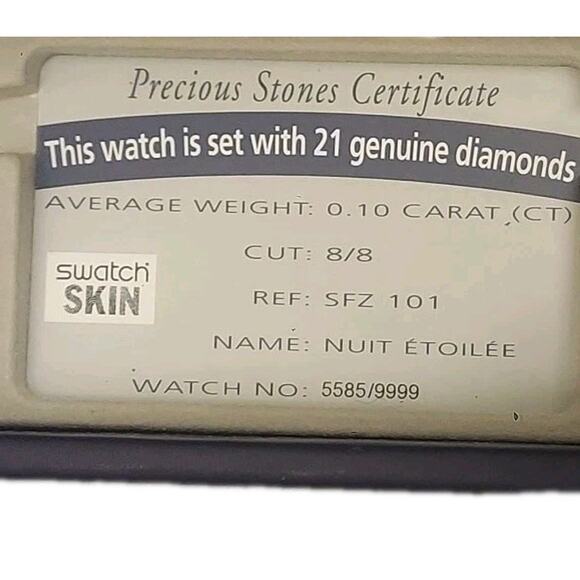 Precious Stones Certificate
This watch is set with 21 genuine diamonds
AVERAGE WEIGHT: 0.10 CARAT (CT)
CUT: 8/8
swatch
SKIN
REF: SFZ 101
NAME: NUIT ÉTOILÉE
WATCH NO: 5585/9999